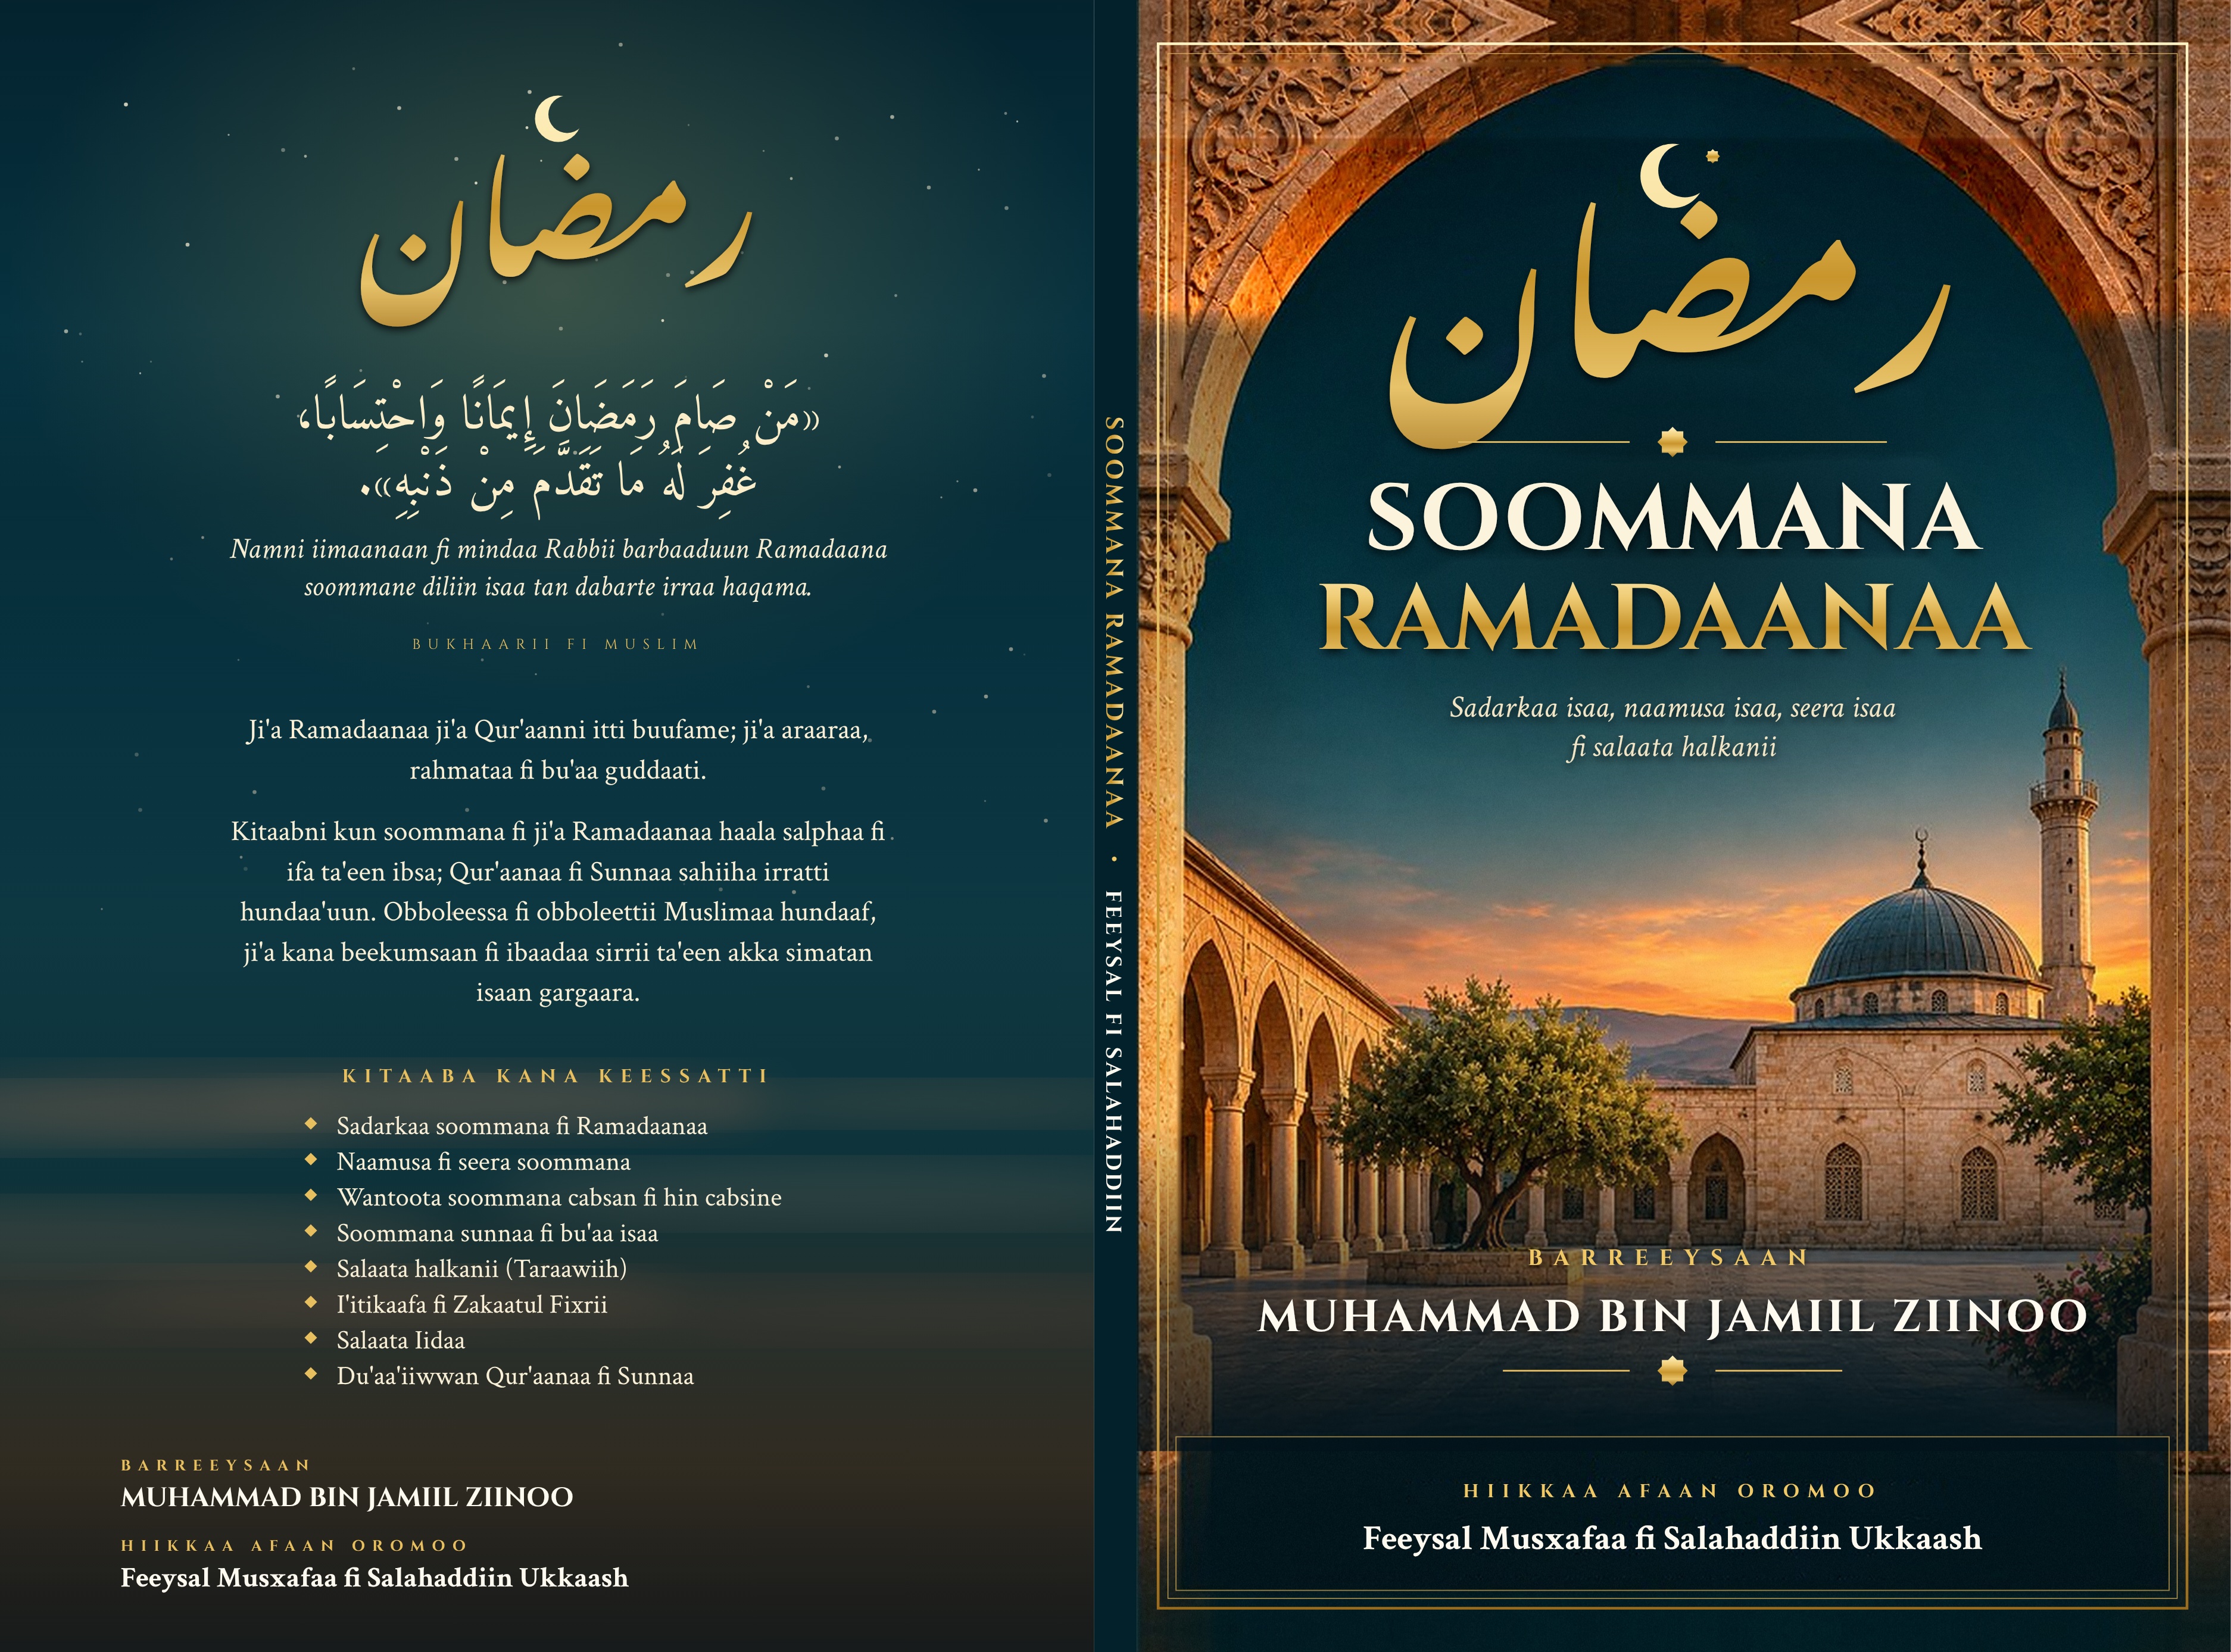 رمضان
«مَنْ صَامَ رَمَضَانَ إِيمَانًا وَاحْتِسَابًا،
غُفِرَ لَهُ مَا تَقَدَّمَ مِنْ ذَنْبِهِ».
Namni iimaanaan fi mindaa Rabbii barbaaduun Ramadaana
soommane diliin isaa tan dabarte irraa haqama.
BUKHAARII FI MUSLIM
Ji'a Ramadaanaa ji'a Qur'aanni itti buufame; ji'a araaraa,
rahmataa fi bu'aa guddaati.
Kitaabni kun soommana fi ji'a Ramadaanaa haala salphaa fi
ifa ta'een ibsa; Qur'aanaa fi Sunnaa sahiiha irratti
hundaa'uun. Obboleessa fi obboleettii Muslimaa hundaaf,
ji'a kana beekumsaan fi ibaadaa sirrii ta'een akka simatan
isaan gargaara.
KITAABA KANA KEESSATTI
Sadarkaa soommana fi Ramadaanaa
Naamusa fi seera soommana
Wantoota soommana cabsan fi hin cabsine
Soommana sunnaa fi bu'aa isaa
Salaata halkanii (Taraawiih)
I'itikaafa fi Zakaatul Fixrii
Salaata Iidaa
Du'aa'iiwwan Qur'aanaa fi Sunnaa
BARREEYSAAN
MUHAMMAD BIN JAMIIL ZIINOO
HIIKKAA AFAAN OROMOO
Feeysal Musxafaa fi Salahaddiin Ukkaash
SOOMMANA RAMADAANAA • FEEYSAL FI SALAHADDIIN
رمضان
SOOMMANA
RAMADAANAA
Sadarkaa isaa, naamusa isaa, seera isaa
fi salaata halkanii
BARREEYSAAN
MUHAMMAD BIN JAMIIL ZIINOO
HIIKKAA AFAAN OROMOO
Feeysal Musxafaa fi Salahaddiin Ukkaash